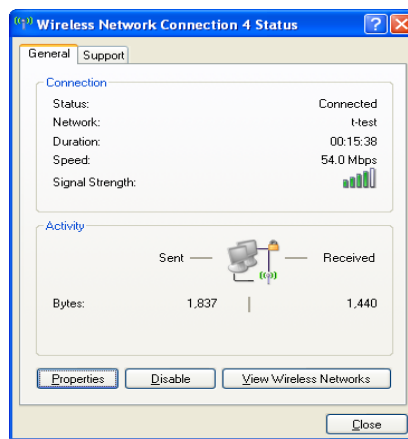 Wireless Network Connection 4 Status
General Support
Connection
Status: Connected
Network: t-test
Duration: 00:15:38
Speed: 54.0 Mbps
Signal Strength:
Activity
Sent Received
Bytes: 1,837 1,440
Properties Disable View Wireless Networks
Close